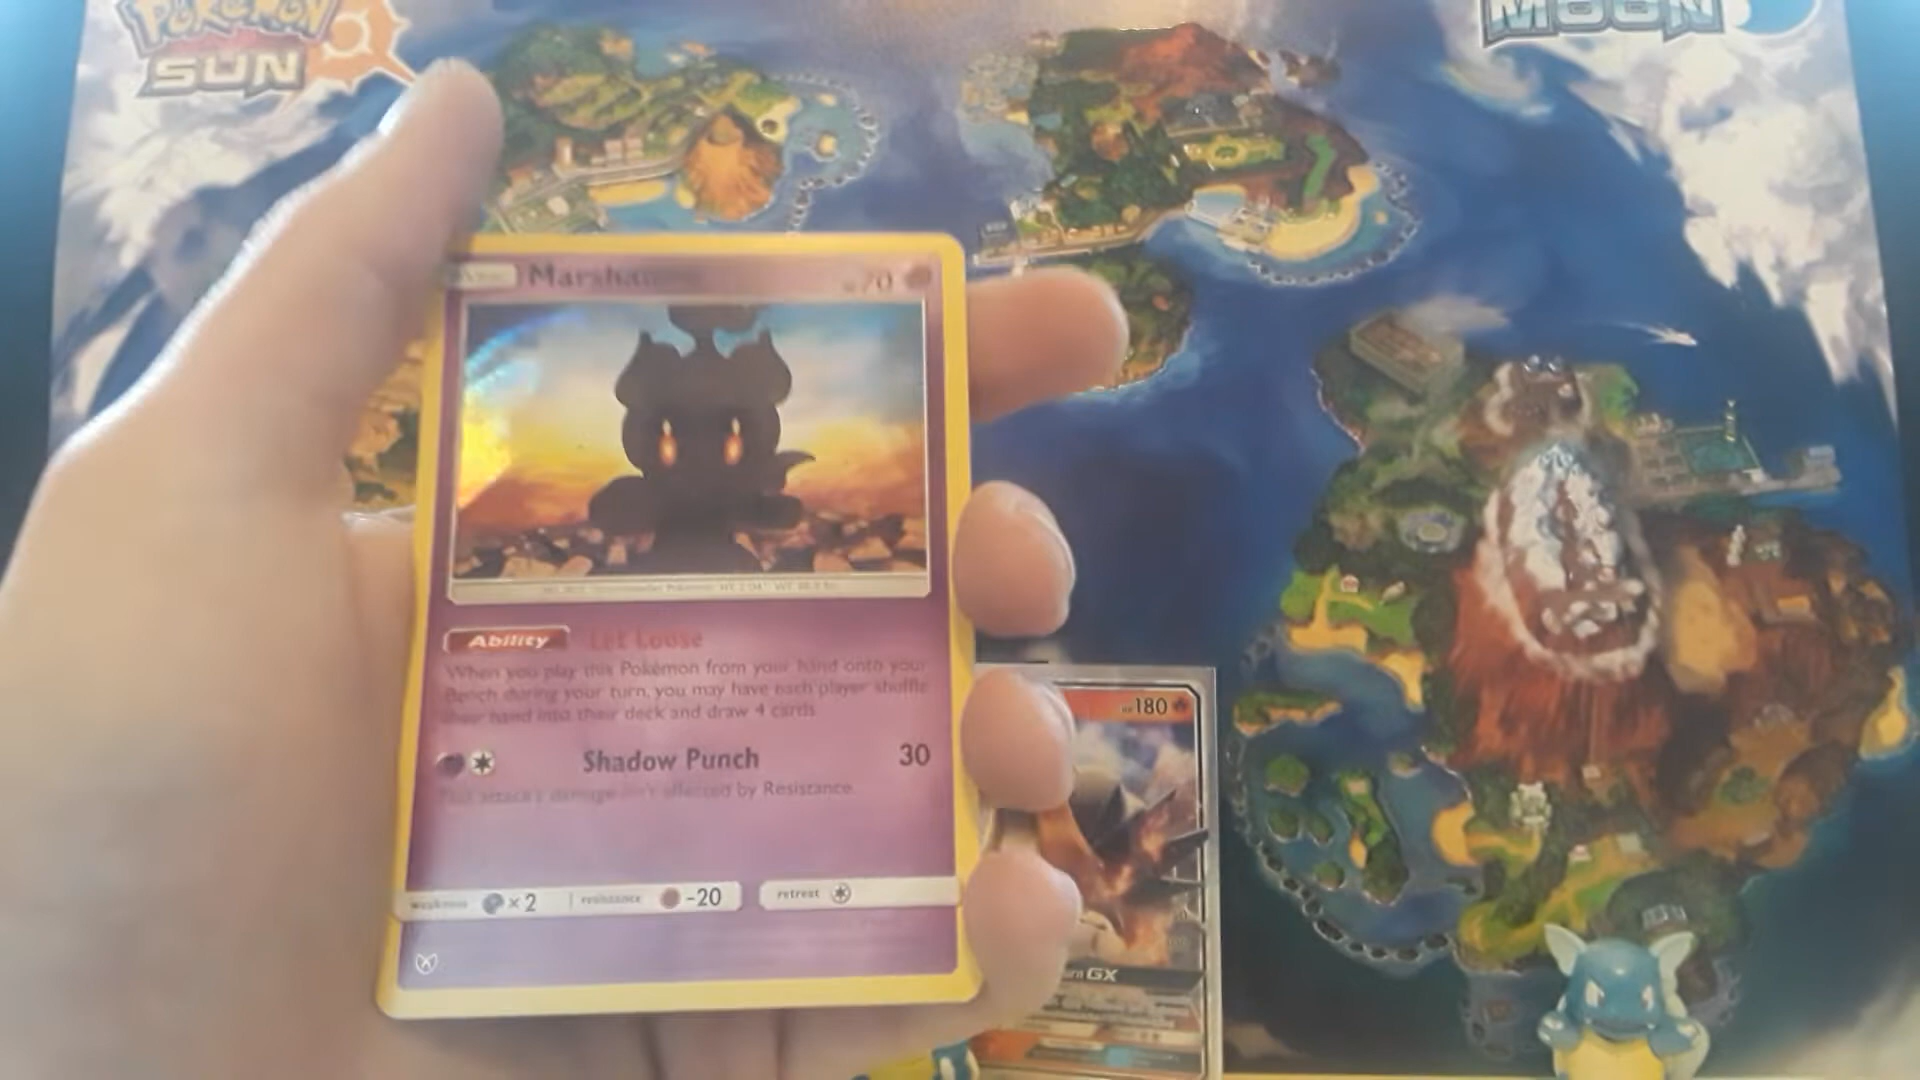 POKÉMON
SUN
MOON
70
Ability Let Loose
When you play this Pokémon from your hand onto your
Bench during your turn, you may have each player shuffle
their hand into their deck and draw 4 cards.
Shadow Punch 30
This attack's damage isn't affected by Resistance.
weakness ×2 resistance -20 retreat
180
GX